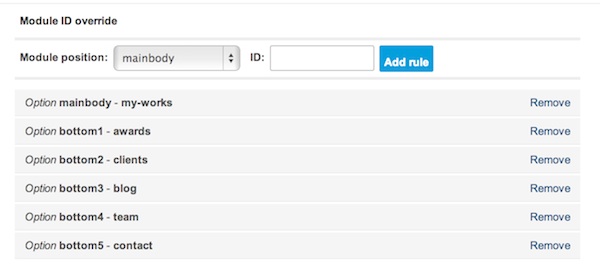 Module ID override
Module position: mainbody ID: Add rule
Option mainbody - my-works Remove
Option bottom1 - awards Remove
Option bottom2 - clients Remove
Option bottom3 - blog Remove
Option bottom4 - team Remove
Option bottom5 - contact Remove